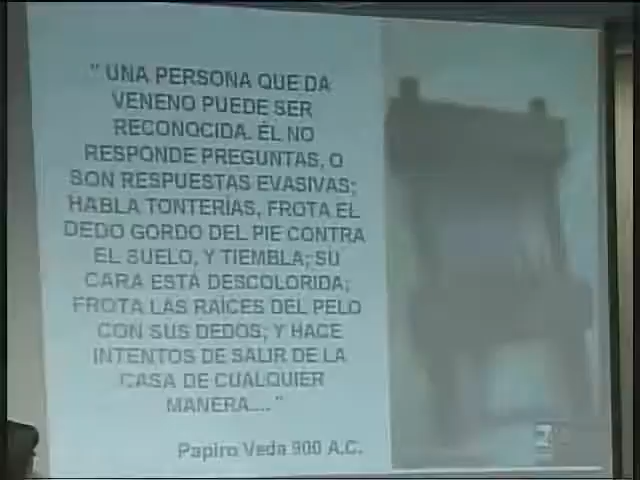 " UNA PERSONA QUE DA
VENENO PUEDE SER
RECONOCIDA. ÉL NO
RESPONDE PREGUNTAS, O
SON RESPUESTAS EVASIVAS;
HABLA TONTERÍAS, FROTA EL
DEDO GORDO DEL PIE CONTRA
EL SUELO, Y TIEMBLA; SU
CARA ESTÁ DESCOLORIDA;
FROTA LAS RAÍCES DEL PELO
CON SUS DEDOS; Y HACE
INTENTOS DE SALIR DE LA
CASA DE CUALQUIER
MANERA...."
Papiro Veda 900 A.C.